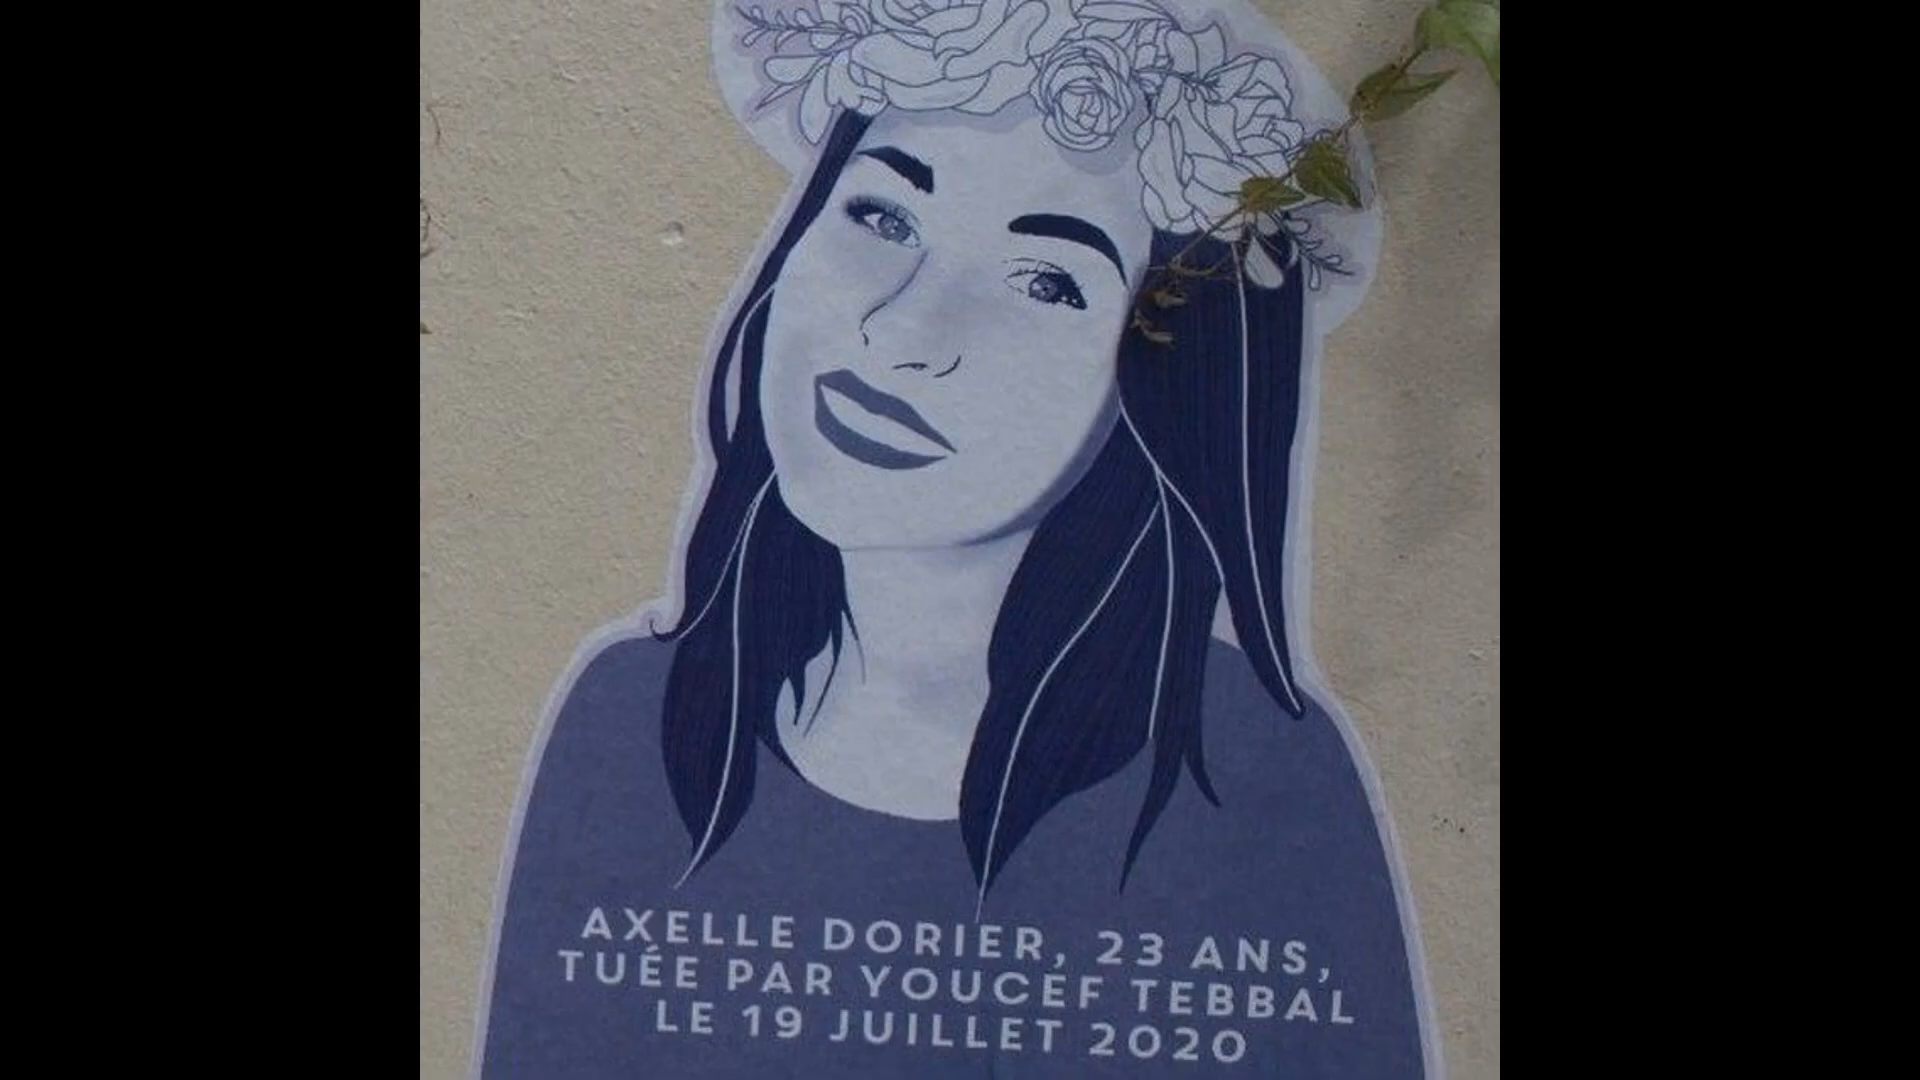 AXELLE DORIER, 23 ANS,
TUÉE PAR YOUCEF TEBBAL
LE 19 JUILLET 2020